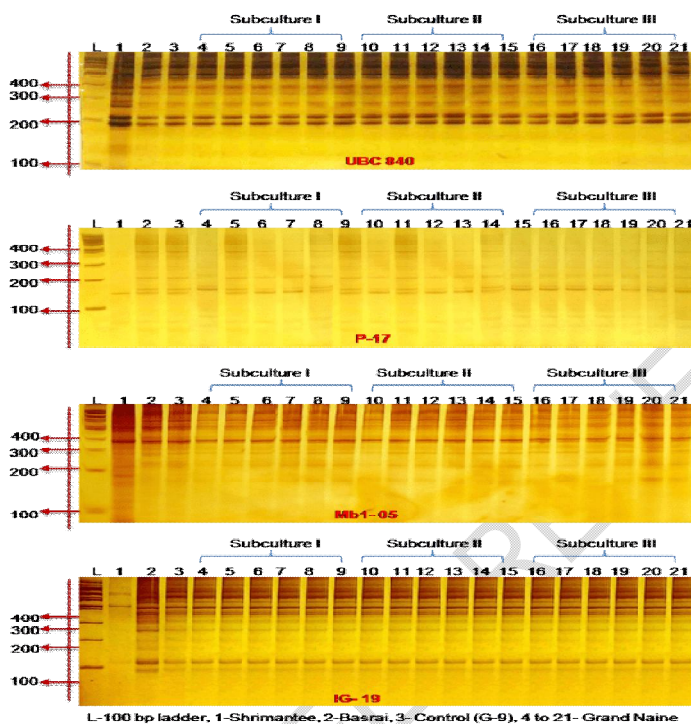 Subculture I Subculture II Subculture III
L 1 2 3 4 5 6 7 8 9 10 11 12 13 14 15 16 17 18 19 20 21
400
300
200
100
UBC 840
Subculture I Subculture II Subculture III
L 1 2 3 4 5 6 7 8 9 10 11 12 13 14 15 16 17 18 19 20 21
400
300
200
100
P-17
Subculture I Subculture II Subculture III
L 1 2 3 4 5 6 7 8 9 10 11 12 13 14 15 16 17 18 19 20 21
400
300
200
100
Mb1-05
Subculture I Subculture II Subculture III
L 1 2 3 4 5 6 7 8 9 10 11 12 13 14 15 16 17 18 19 20 21
400
300
200
100
IG-19
L-100 bp ladder, 1-Shrimantee, 2-Basrai, 3- Control (G-9), 4 to 21- Grand Naine